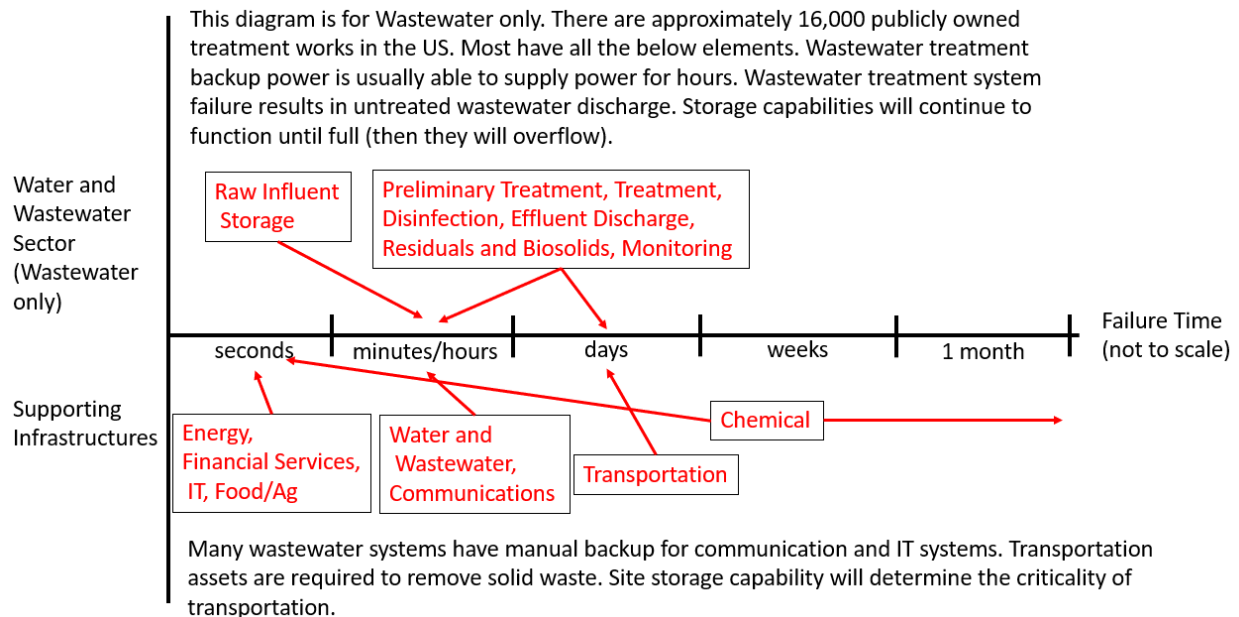 This diagram is for Wastewater only. There are approximately 16,000 publicly owned
treatment works in the US. Most have all the below elements. Wastewater treatment
backup power is usually able to supply power for hours. Wastewater treatment system
failure results in untreated wastewater discharge. Storage capabilities will continue to
function until full (then they will overflow).
Water and
Wastewater
Sector
(Wastewater
only)
Raw Influent
Storage
Preliminary Treatment, Treatment,
Disinfection, Effluent Discharge,
Residuals and Biosolids, Monitoring
seconds
minutes/hours
days
weeks
1 month
Failure Time
(not to scale)
Supporting
Infrastructures
Energy,
Financial Services,
IT, Food/Ag
Water and
Wastewater,
Communications
Transportation
Chemical
Many wastewater systems have manual backup for communication and IT systems. Transportation
assets are required to remove solid waste. Site storage capability will determine the criticality of
transportation.